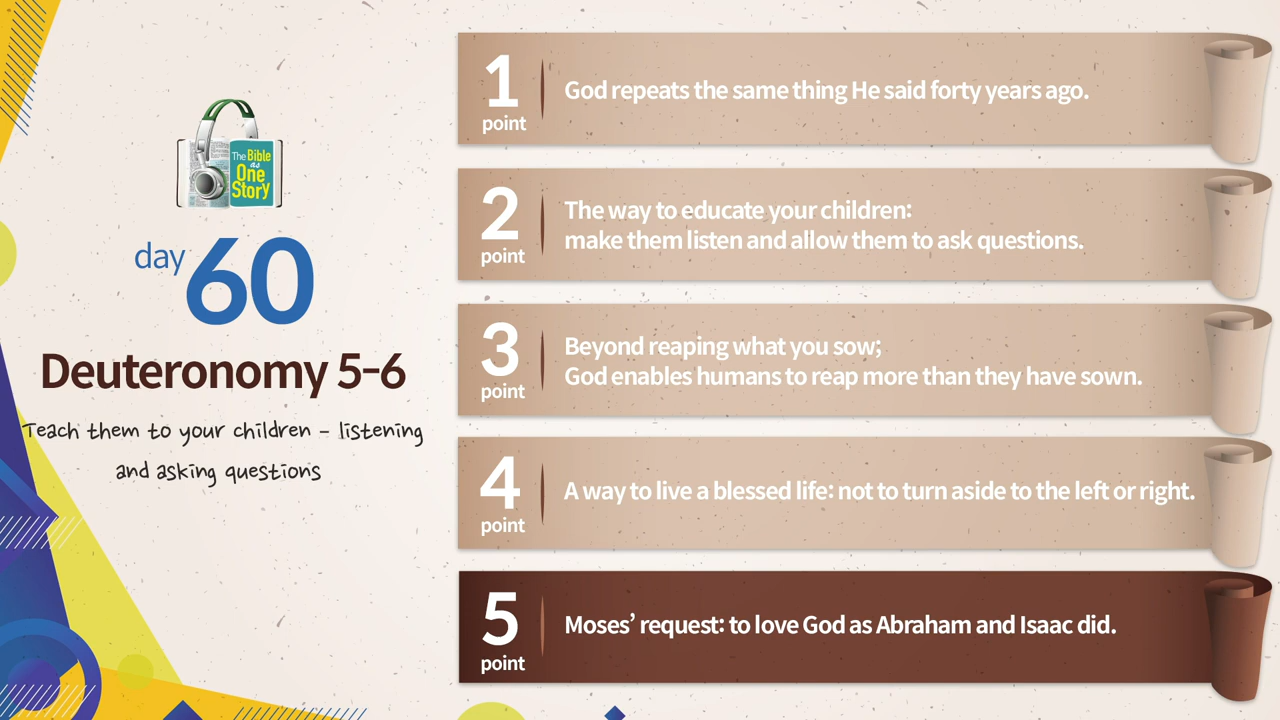 The Bible
as
One
Story
day 60
Deuteronomy 5-6
Teach them to your children - listening
and asking questions
1
point
God repeats the same thing He said forty years ago.
2
point
The way to educate your children:
make them listen and allow them to ask questions.
3
point
Beyond reaping what you sow;
God enables humans to reap more than they have sown.
4
point
A way to live a blessed life: not to turn aside to the left or right.
5
point
Moses’ request: to love God as Abraham and Isaac did.